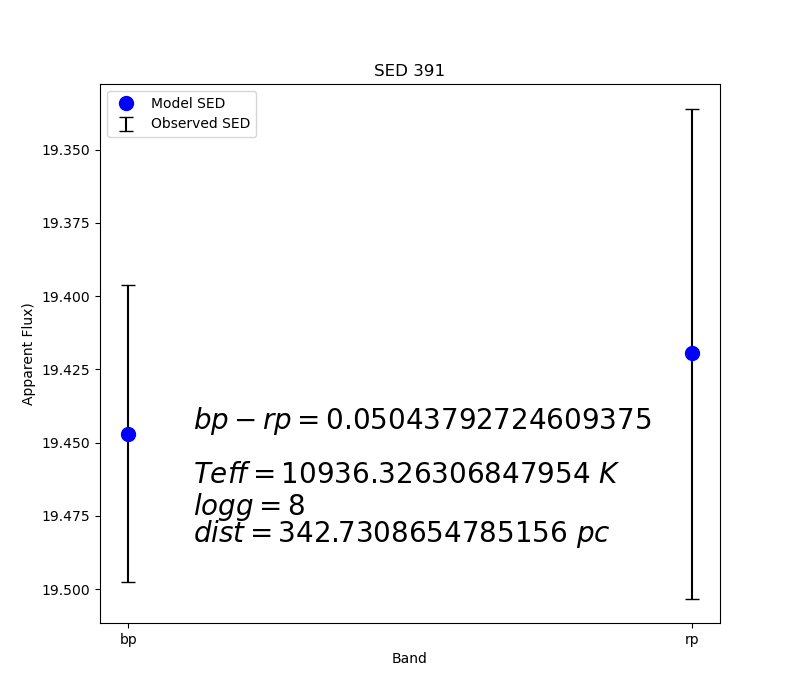 SED 391
Model SED
Observed SED
19.350
19.375
19.400
19.425
19.450
19.475
19.500
Apparent Flux)
bp − rp = 0.05043792724609375
Teff = 10936.326306847954 K
logg = 8
dist = 342.7308654785156 pc
bp
rp
Band